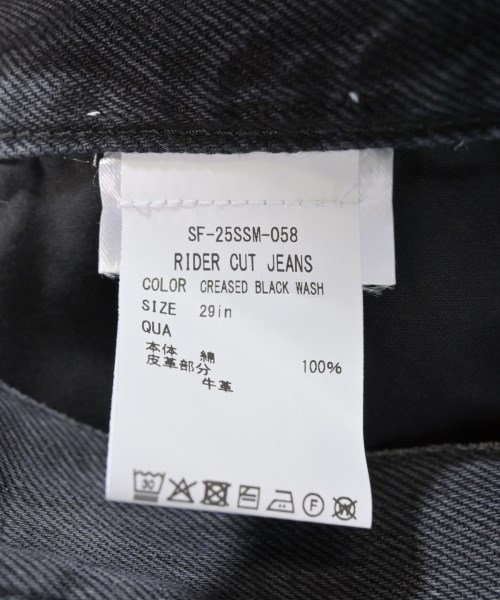 SF-25SSM-058
RIDER CUT JEANS
COLOR CREASED BLACK WASH
SIZE 29in
QUA
本体 綿 100%
皮革部分
牛革
30
F
W